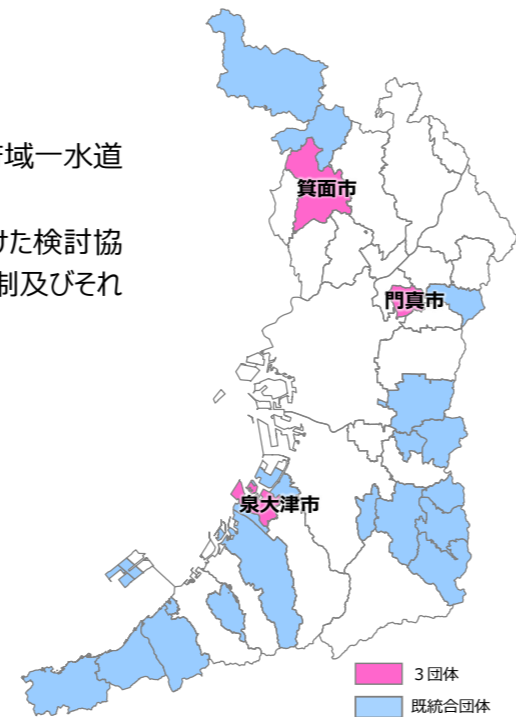 府域一水道
けた検討協
制及びそれ
箕面市
門真市
泉大津市
３団体
既統合団体